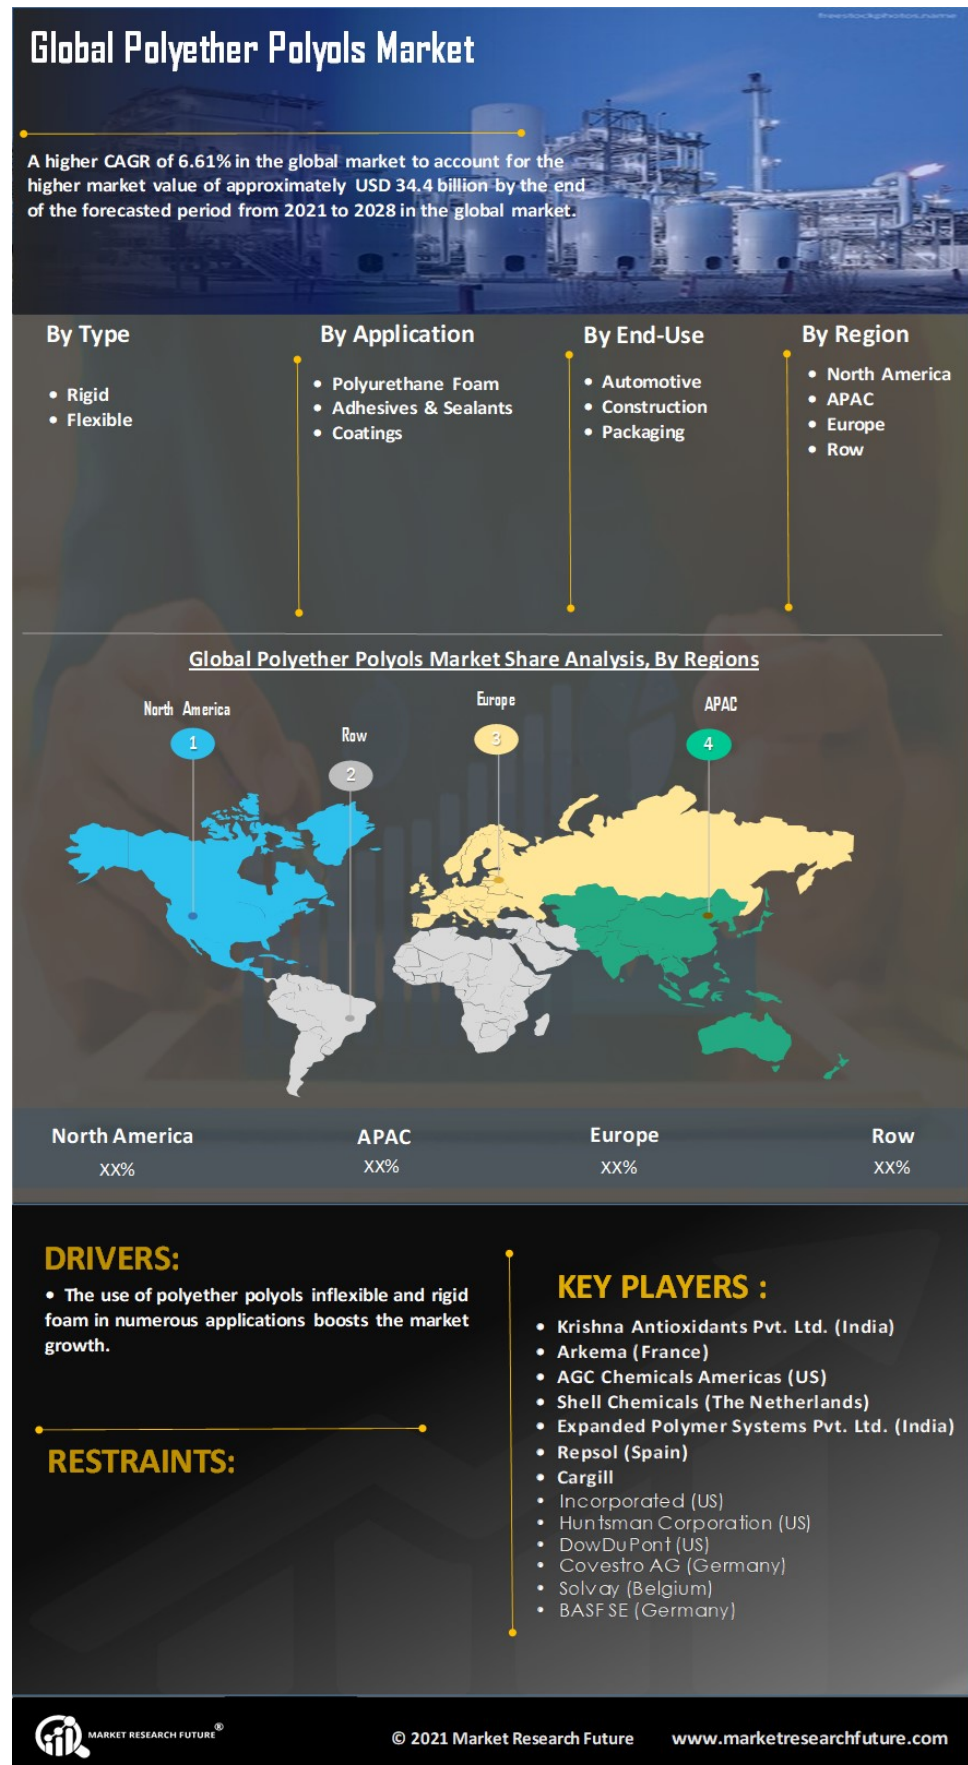 freestockphotos.name
Global Polyether Polyols Market
A higher CAGR of 6.61% in the global market to account for the
higher market value of approximately USD 34.4 billion by the end
of the forecasted period from 2021 to 2028 in the global market.
By Type
• Rigid
• Flexible
By Application
• Polyurethane Foam
• Adhesives & Sealants
• Coatings
By End-Use
• Automotive
• Construction
• Packaging
By Region
• North America
• APAC
• Europe
• Row
Global Polyether Polyols Market Share Analysis, By Regions
North America
1
Row
2
Europe
3
APAC
4
North America
XX%
APAC
XX%
Europe
XX%
Row
XX%
DRIVERS:
• The use of polyether polyols inflexible and rigid
foam in numerous applications boosts the market
growth.
RESTRAINTS:
KEY PLAYERS :
• Krishna Antioxidants Pvt. Ltd. (India)
• Arkema (France)
• AGC Chemicals Americas (US)
• Shell Chemicals (The Netherlands)
• Expanded Polymer Systems Pvt. Ltd. (India)
• Repsol (Spain)
• Cargill
• Incorporated (US)
• Huntsman Corporation (US)
• DowDuPont (US)
• Covestro AG (Germany)
• Solvay (Belgium)
• BASF SE (Germany)
MARKET RESEARCH FUTURE®
© 2021 Market Research Future
www.marketresearchfuture.com